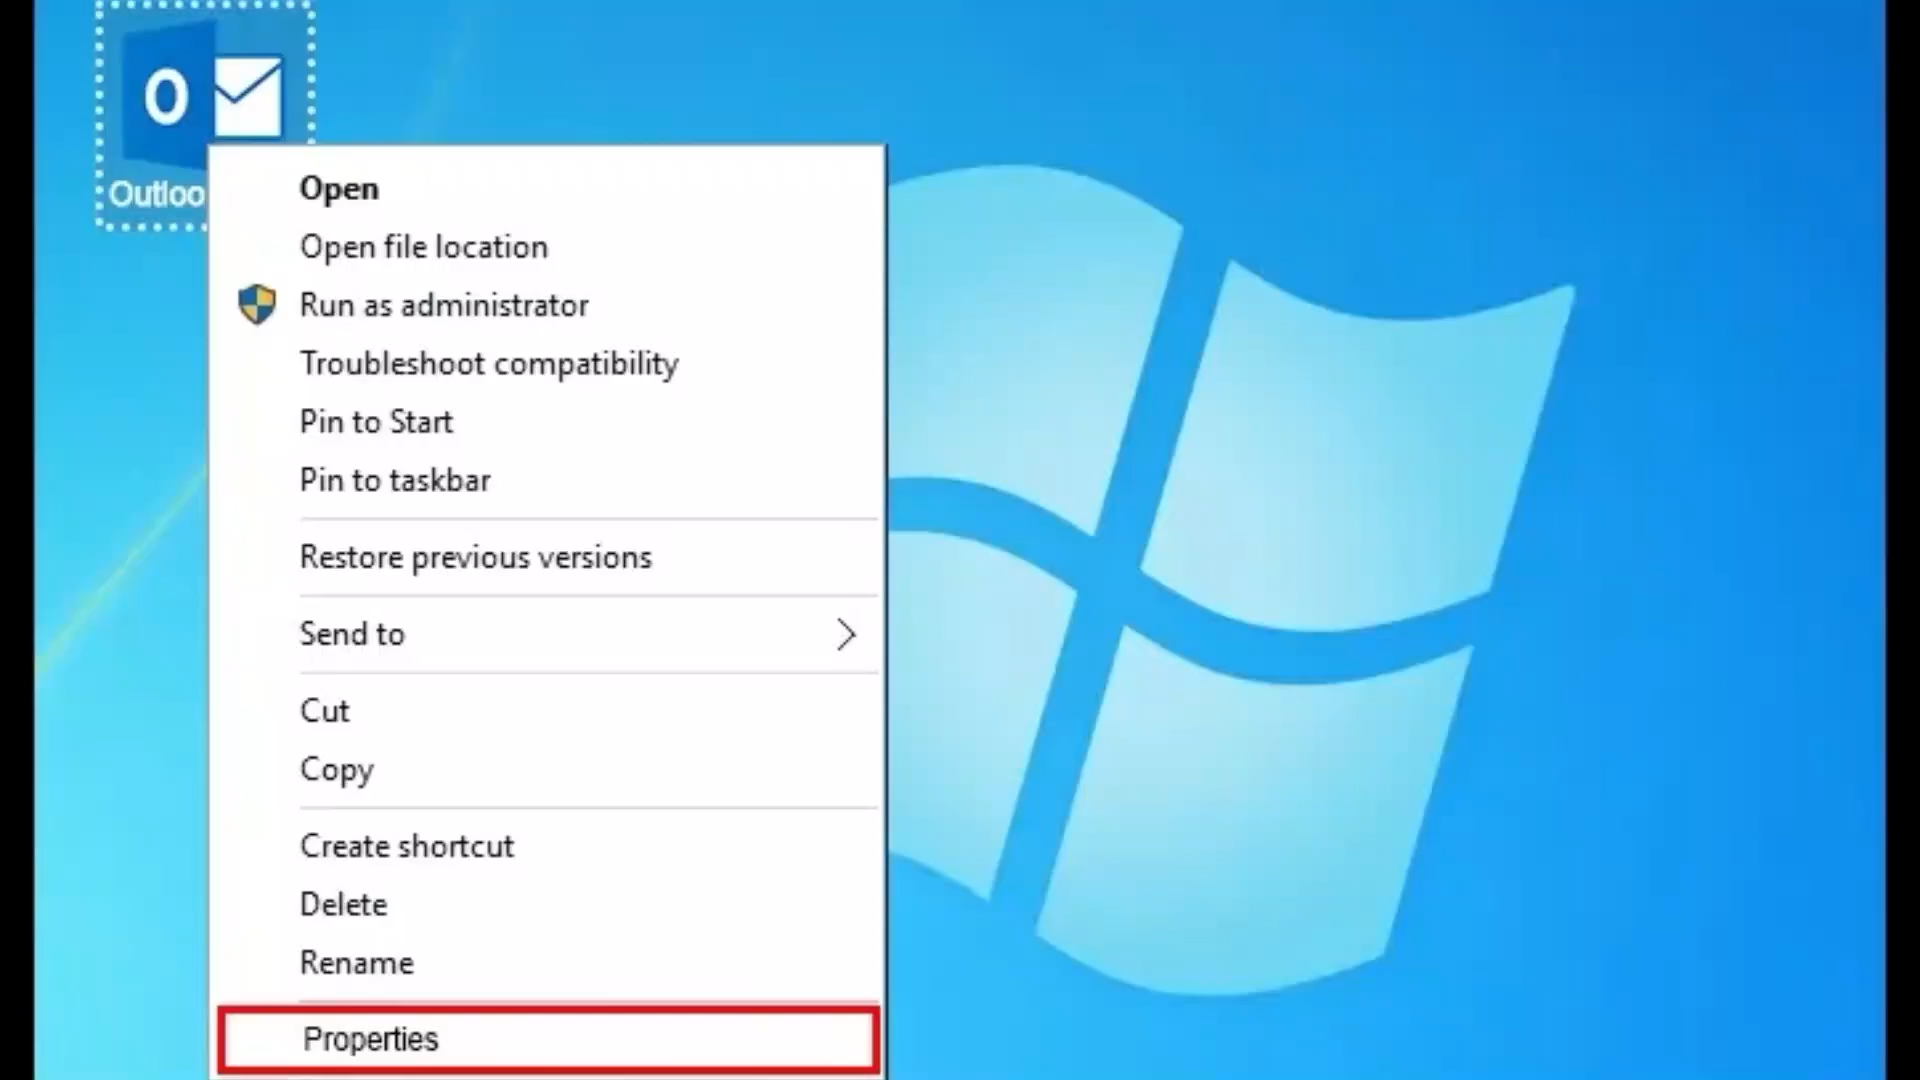 Outloo
Open
Open file location
Run as administrator
Troubleshoot compatibility
Pin to Start
Pin to taskbar
Restore previous versions
Send to
Cut
Copy
Create shortcut
Delete
Rename
Properties